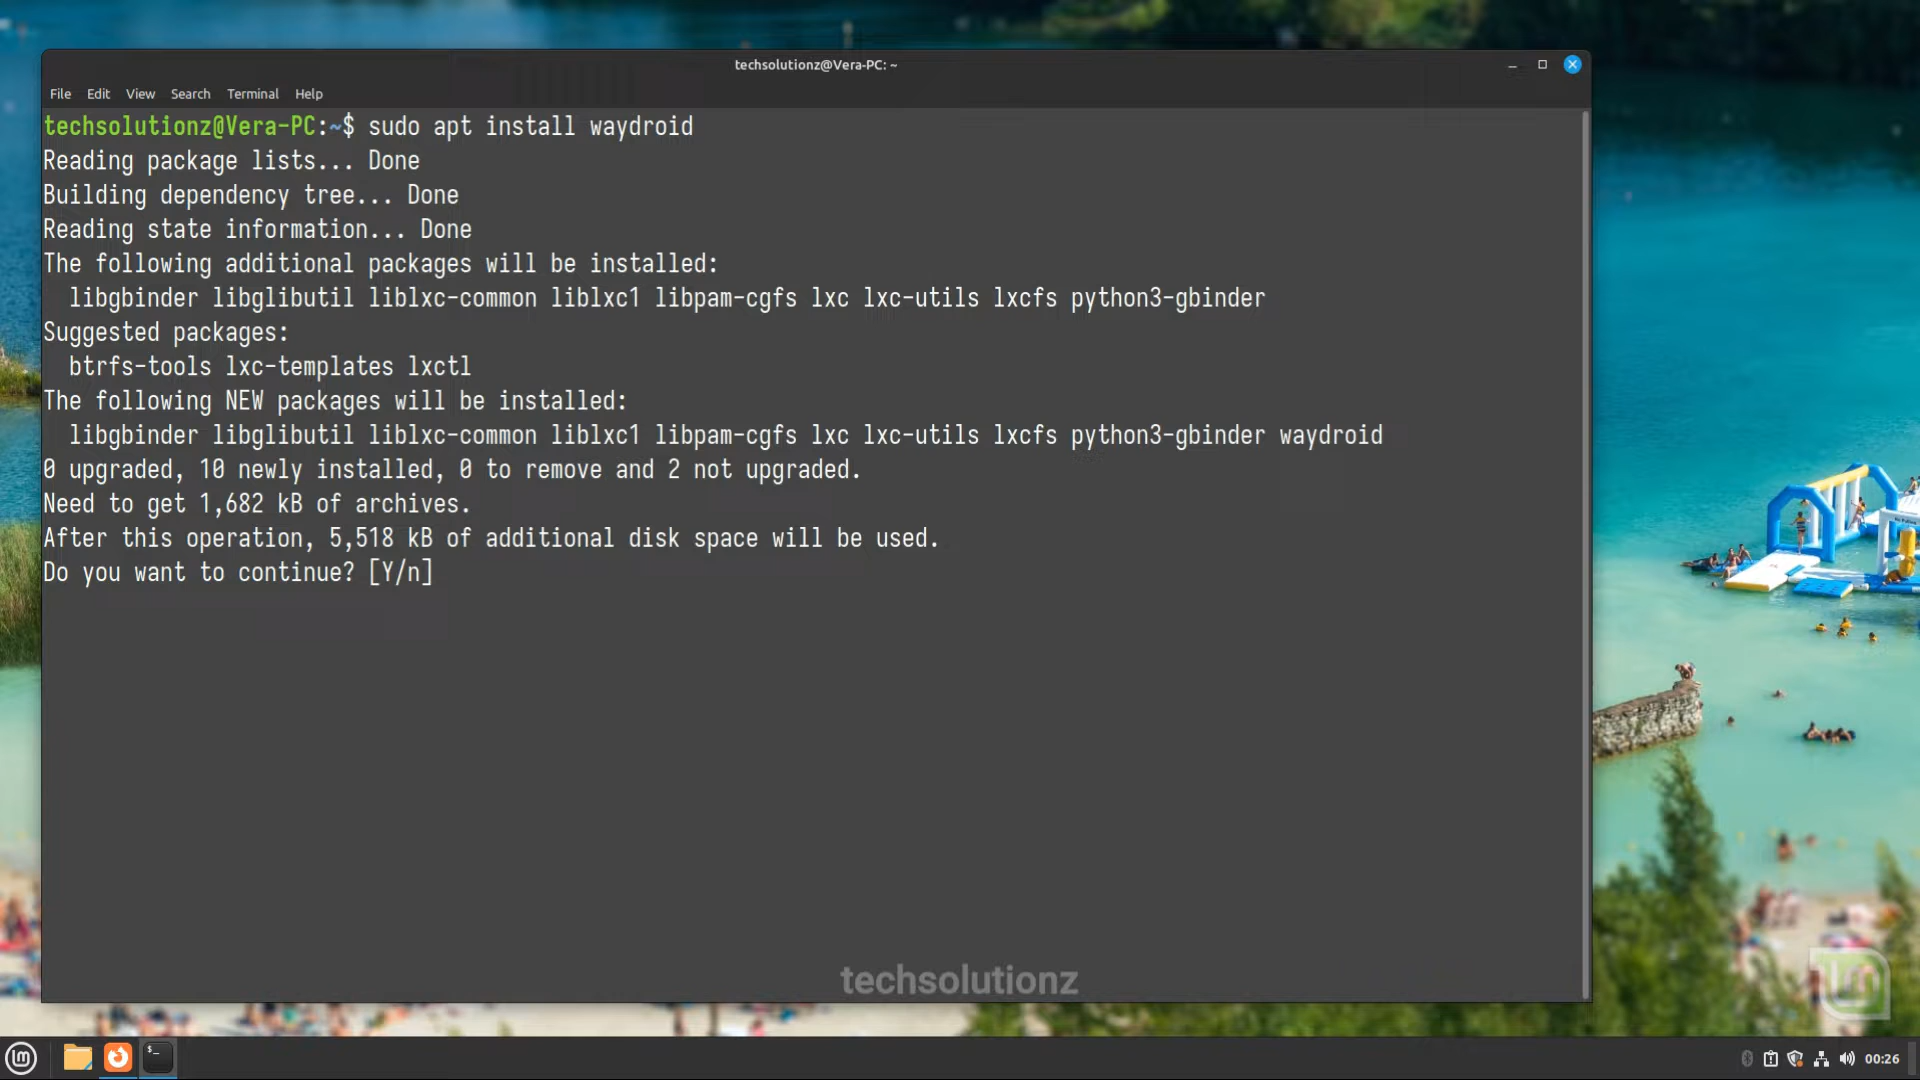 techsolutionz@Vera-PC: ~
File Edit View Search Terminal Help
techsolutionz@Vera-PC:~$ sudo apt install waydroid
Reading package lists... Done
Building dependency tree... Done
Reading state information... Done
The following additional packages will be installed:
  libgbinder libglibutil liblxc-common liblxc1 libpam-cgfs lxc lxc-utils lxcfs python3-gbinder
Suggested packages:
  btrfs-tools lxc-templates lxctl
The following NEW packages will be installed:
  libgbinder libglibutil liblxc-common liblxc1 libpam-cgfs lxc lxc-utils lxcfs python3-gbinder waydroid
0 upgraded, 10 newly installed, 0 to remove and 2 not upgraded.
Need to get 1,682 kB of archives.
After this operation, 5,518 kB of additional disk space will be used.
Do you want to continue? [Y/n]
techsolutionz
00:26